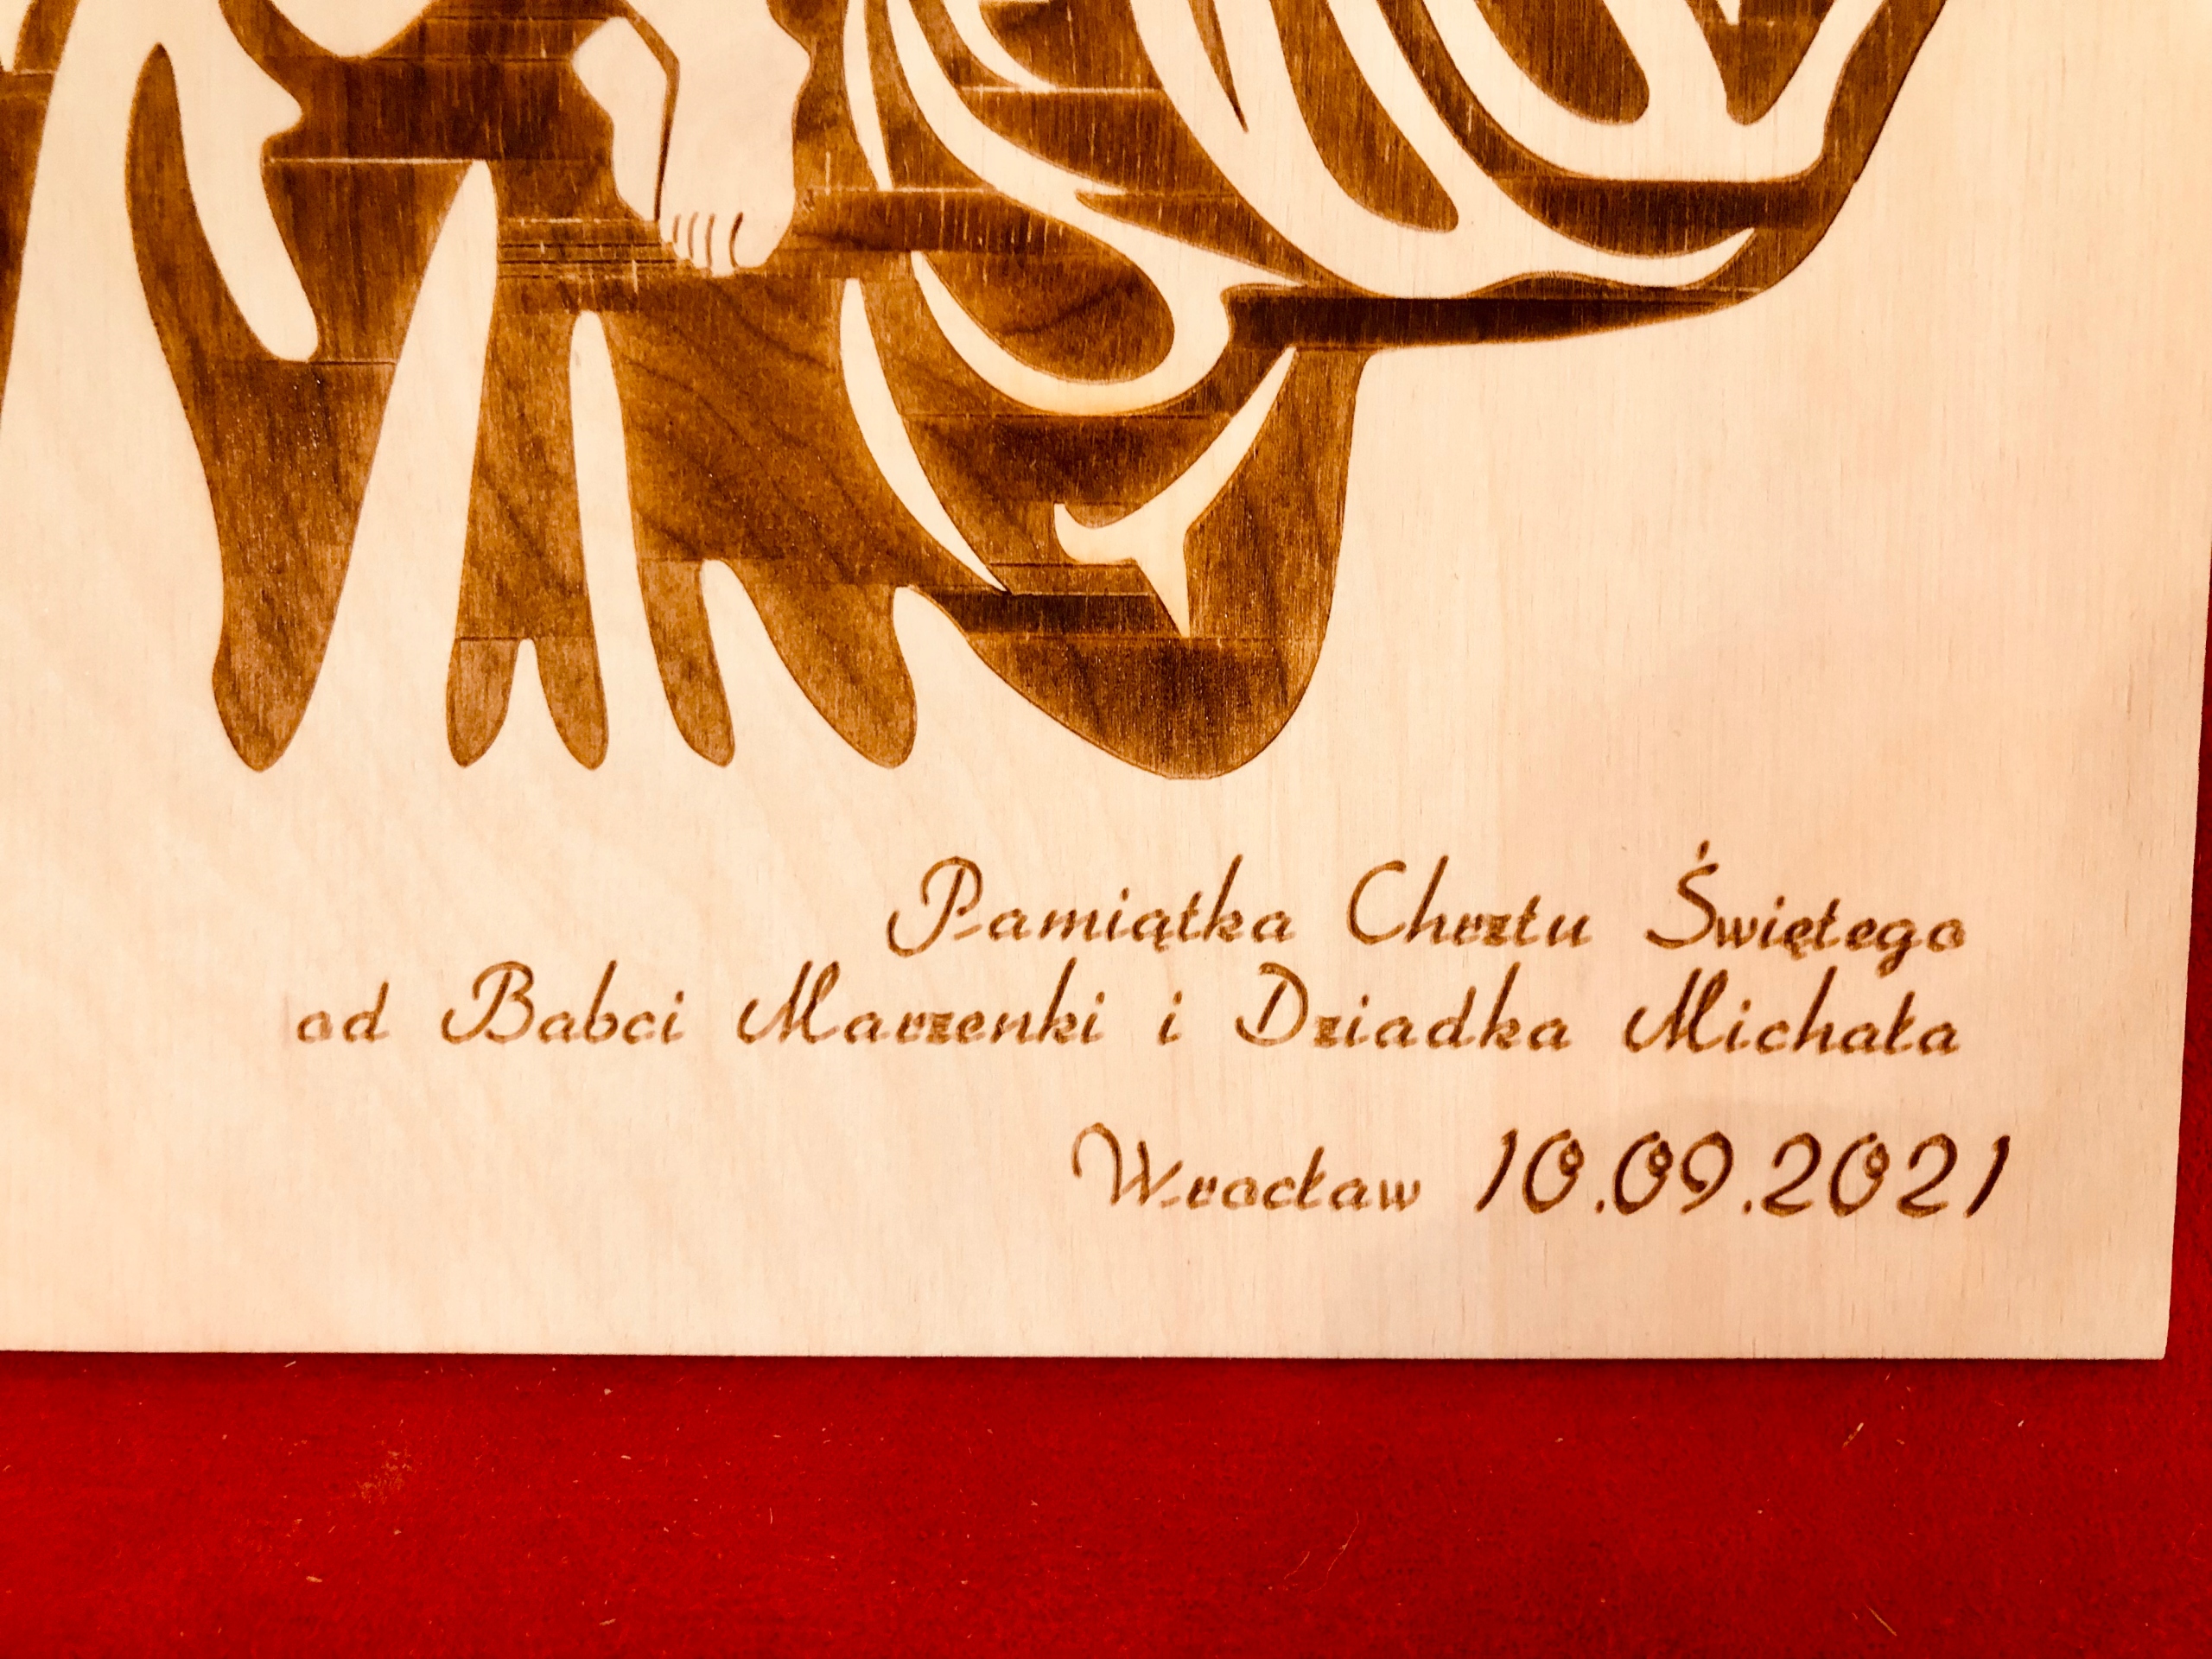 Pamiątka Chrztu Świętego
od Babci Marzenki i Dziadka Michała
Wrocław 10.09.2021